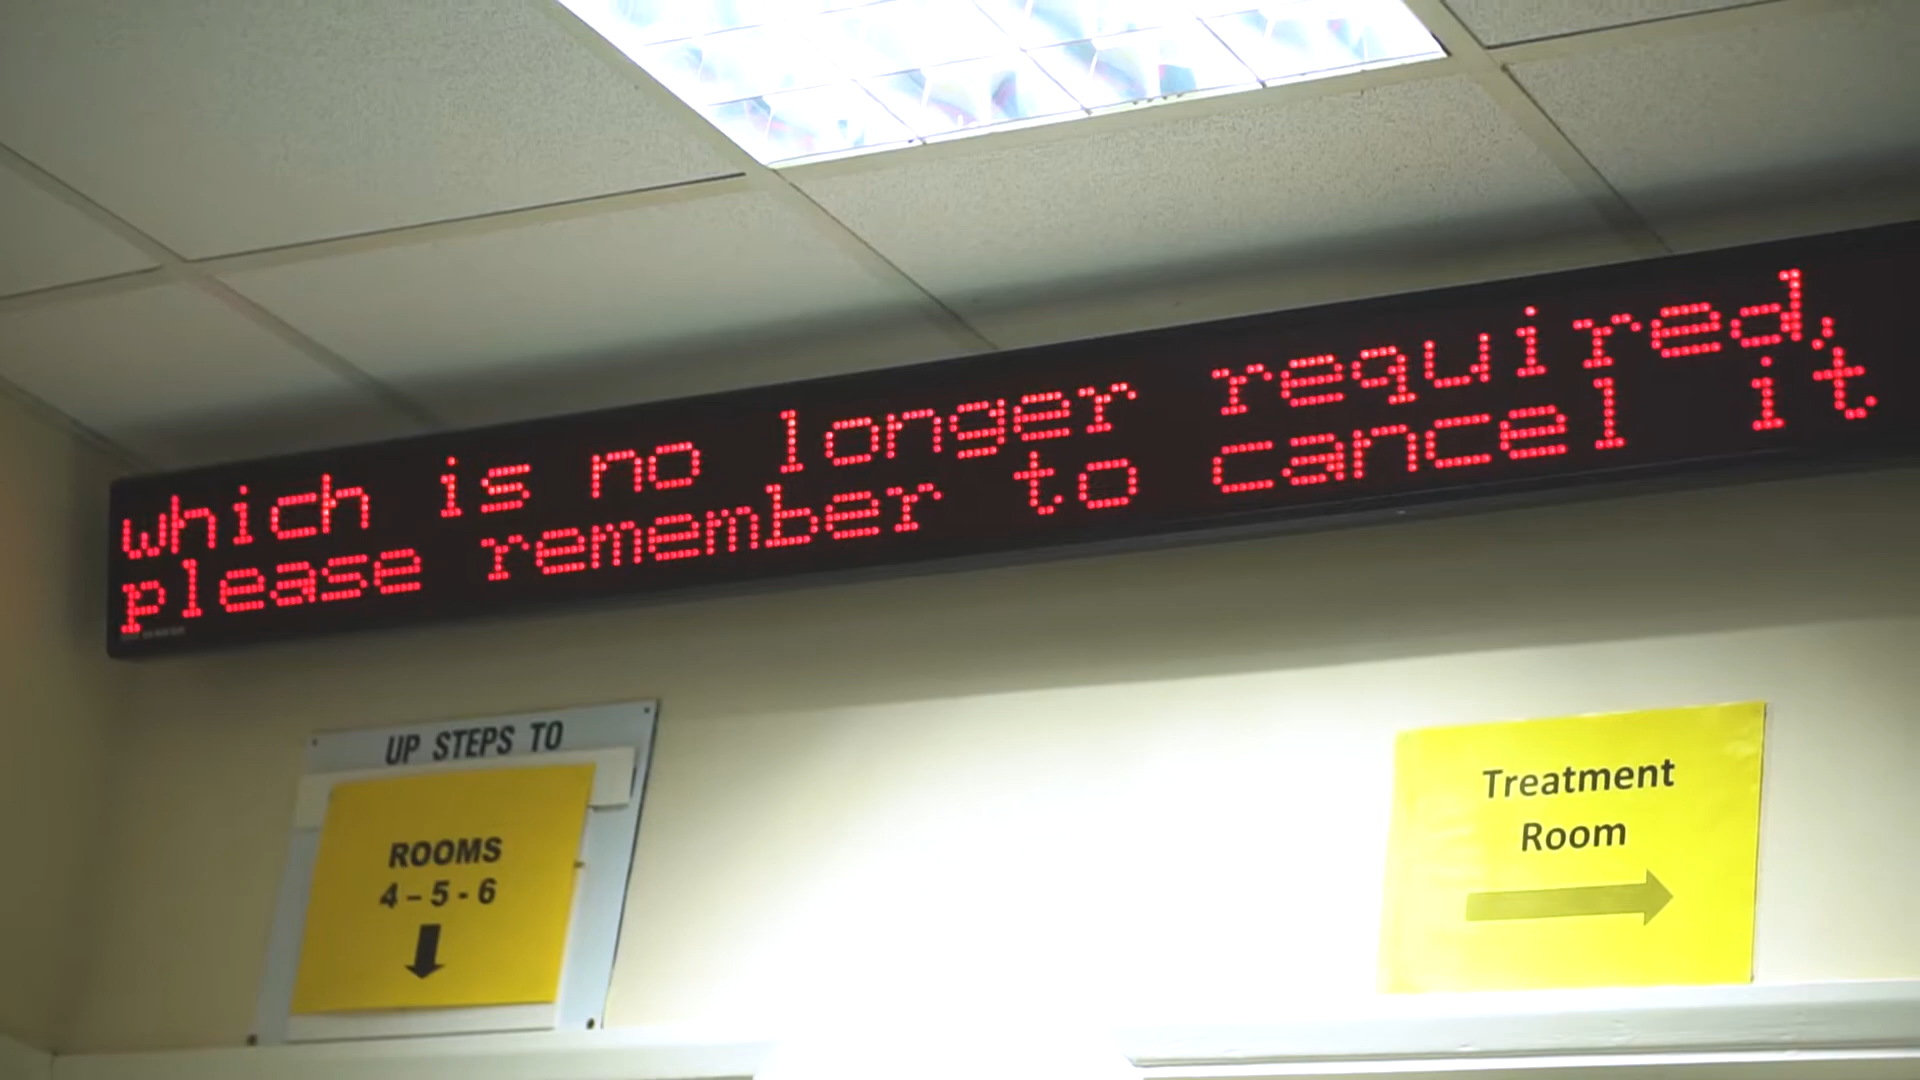 which is no longer required,
please remember to cancel it
UP STEPS TO
ROOMS
4 – 5 - 6
Treatment
Room